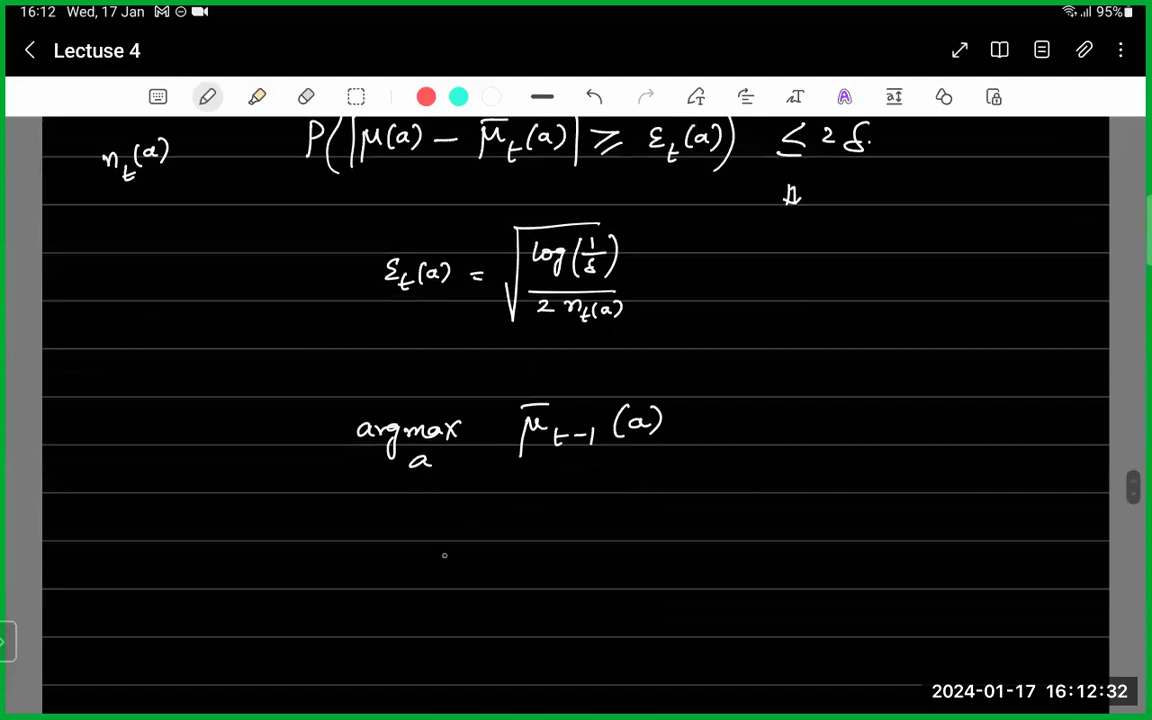 16:12 Wed, 17 Jan 95%
Lectuse 4
n_t(a) P(|μ(a) − μ̄_t(a)| ⩾ ε_t(a)) ≤ 2δ.
ε_t(a) = √(log(1/δ) / 2 n_t(a))
argmax_a μ̄_{t−1}(a)
2024-01-17 16:12:32